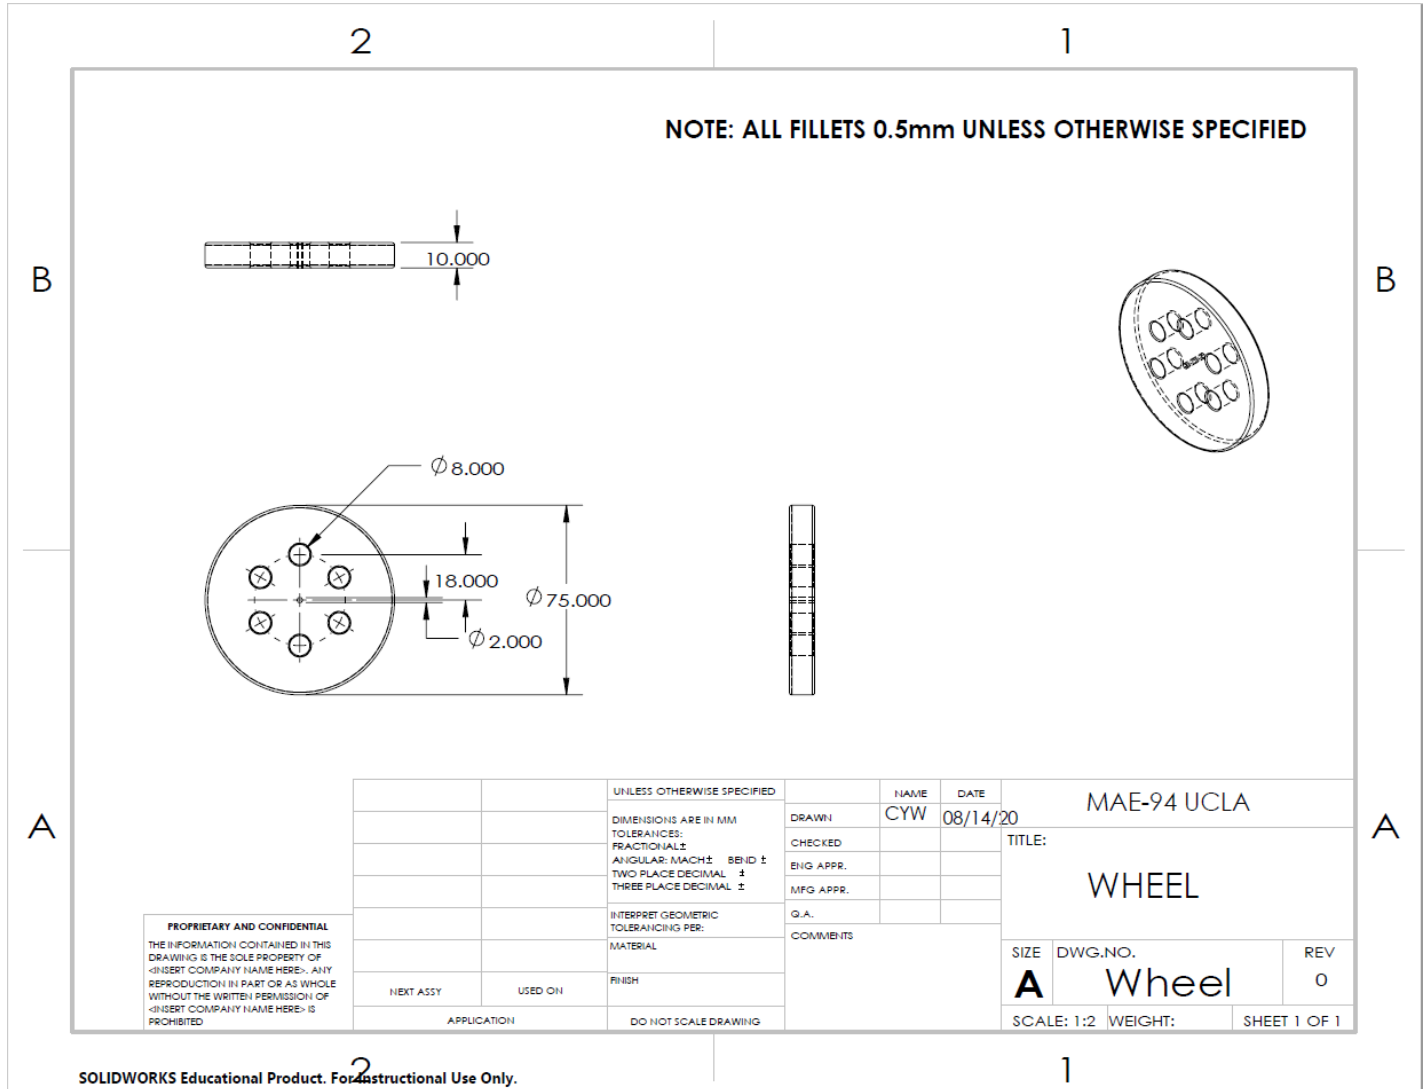 2 1
NOTE: ALL FILLETS 0.5mm UNLESS OTHERWISE SPECIFIED
10.000
B B
⌀8.000
18.000
⌀75.000
⌀2.000
A A
UNLESS OTHERWISE SPECIFIED
DIMENSIONS ARE IN MM
TOLERANCES:
FRACTIONAL±
ANGULAR: MACH± BEND ±
TWO PLACE DECIMAL ±
THREE PLACE DECIMAL ±
INTERPRET GEOMETRIC
TOLERANCING PER:
MATERIAL
FINISH
DO NOT SCALE DRAWING
NAME DATE
DRAWN CYW 08/14/20
CHECKED
ENG APPR.
MFG APPR.
Q.A.
COMMENTS
MAE-94 UCLA
TITLE:
WHEEL
SIZE DWG.NO. REV
A Wheel 0
SCALE: 1:2 WEIGHT: SHEET 1 OF 1
PROPRIETARY AND CONFIDENTIAL
THE INFORMATION CONTAINED IN THIS
DRAWING IS THE SOLE PROPERTY OF
<INSERT COMPANY NAME HERE>. ANY
REPRODUCTION IN PART OR AS WHOLE
WITHOUT THE WRITTEN PERMISSION OF
<INSERT COMPANY NAME HERE> IS
PROHIBITED
NEXT ASSY USED ON
APPLICATION
2 1
SOLIDWORKS Educational Product. For Instructional Use Only.